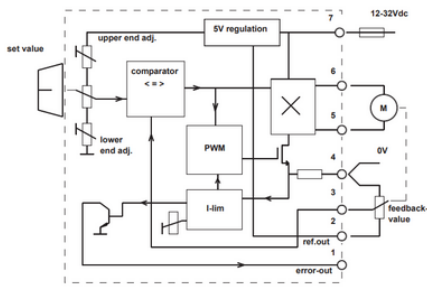 7
12-32Vdc
set value
upper end adj.
5V regulation
comparator
< = >
6
M
5
lower
end adj.
PWM
4
0V
3
I-lim
feedback-
value
2
ref.out
1
error-out